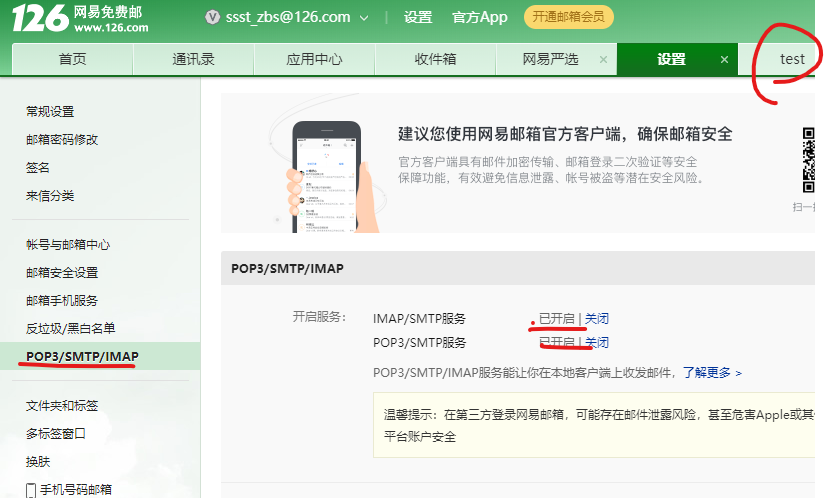 126 网易免费邮
www.126.com
V ssst_zbs@126.com
设置
官方App
开通邮箱会员
首页
通讯录
应用中心
收件箱
网易严选 ×
设置 ×
test
常规设置
邮箱密码修改
签名
来信分类
帐号与邮箱中心
邮箱安全设置
邮箱手机服务
反垃圾/黑白名单
POP3/SMTP/IMAP
文件夹和标签
多标签窗口
换肤
手机号码邮箱
建议您使用网易邮箱官方客户端，确保邮箱安全
官方客户端具有邮件加密传输、邮箱登录二次验证等安全
保障功能，有效避免信息泄露、帐号被盗等潜在安全风险。
扫一
POP3/SMTP/IMAP
开启服务： IMAP/SMTP服务 已开启 | 关闭
POP3/SMTP服务 已开启 | 关闭
POP3/SMTP/IMAP服务能让你在本地客户端上收发邮件，了解更多 >
温馨提示：在第三方登录网易邮箱，可能存在邮件泄露风险，甚至危害Apple或其
平台账户安全